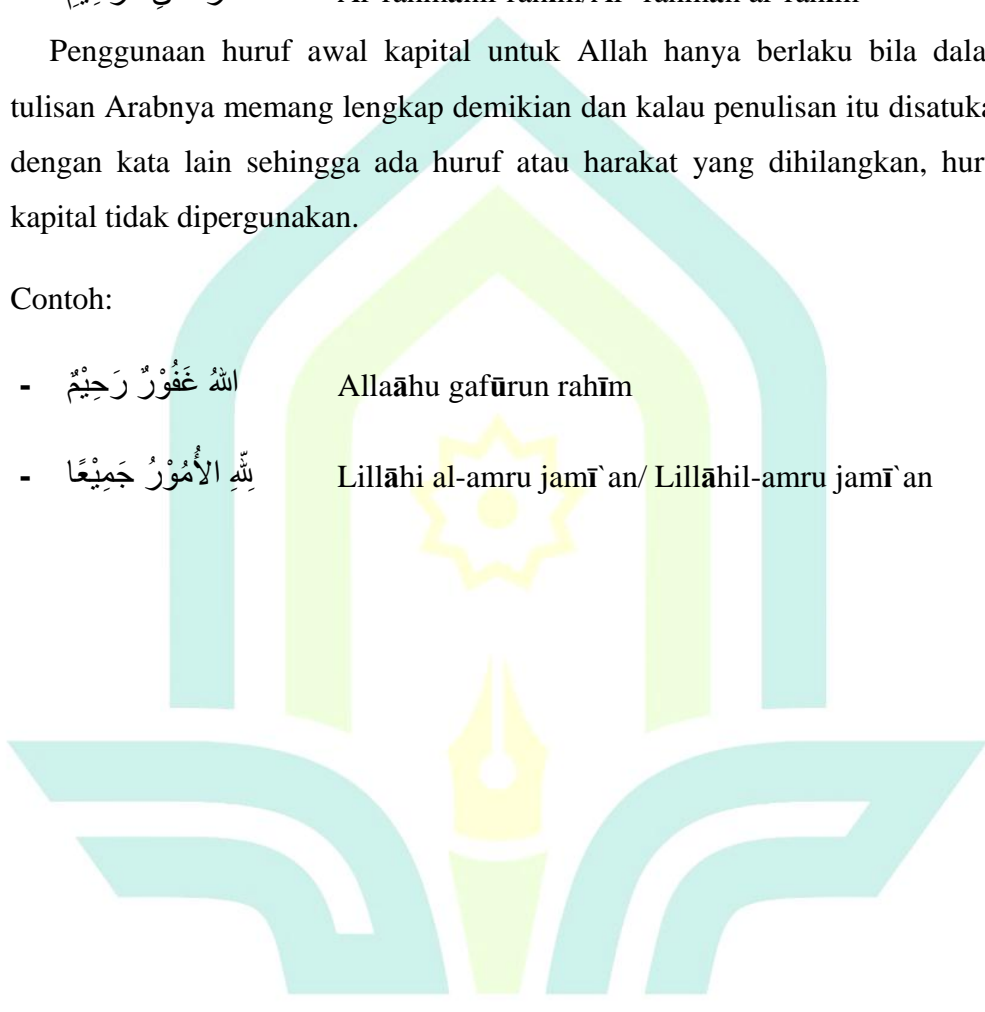 Penggunaan huruf awal kapital untuk Allah hanya berlaku bila dala
tulisan Arabnya memang lengkap demikian dan kalau penulisan itu disatuka
dengan kata lain sehingga ada huruf atau harakat yang dihilangkan, hur
kapital tidak dipergunakan.
Contoh:
- اللهُ غَفُوْرٌ رَحِيْمٌ Allaāhu gafūrun rahīm
- لِلّٰهِ الأُمُوْرُ جَمِيْعًا Lillāhi al-amru jamī`an/ Lillāhil-amru jamī`an